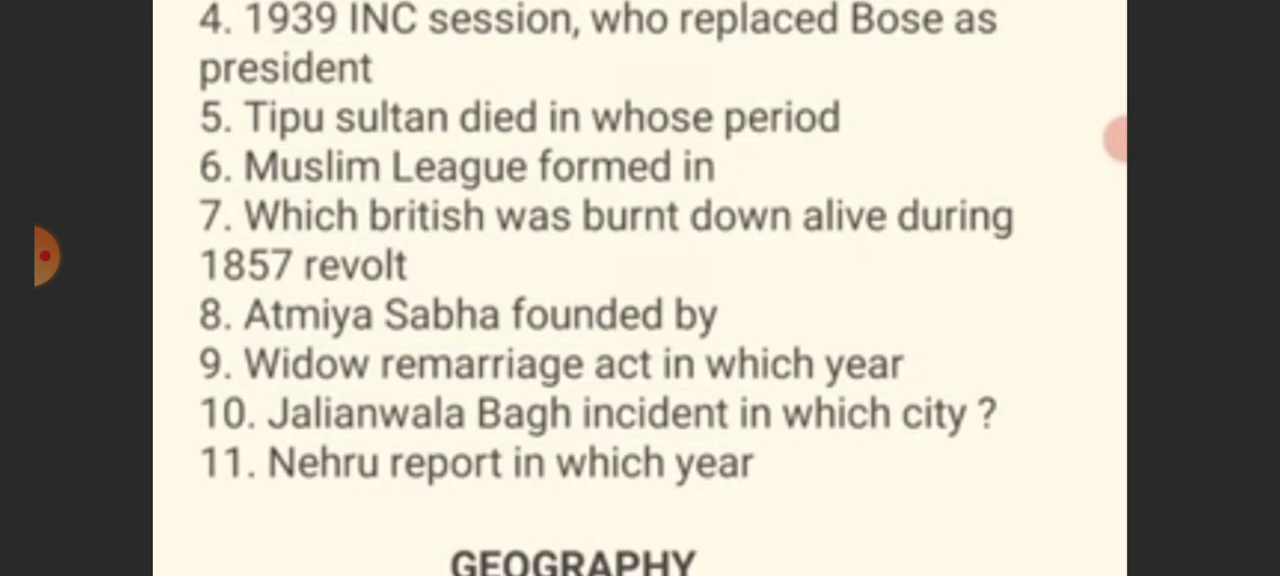 4. 1939 INC session, who replaced Bose as
president
5. Tipu sultan died in whose period
6. Muslim League formed in
7. Which british was burnt down alive during
1857 revolt
8. Atmiya Sabha founded by
9. Widow remarriage act in which year
10. Jalianwala Bagh incident in which city ?
11. Nehru report in which year
GEOGRAPHY